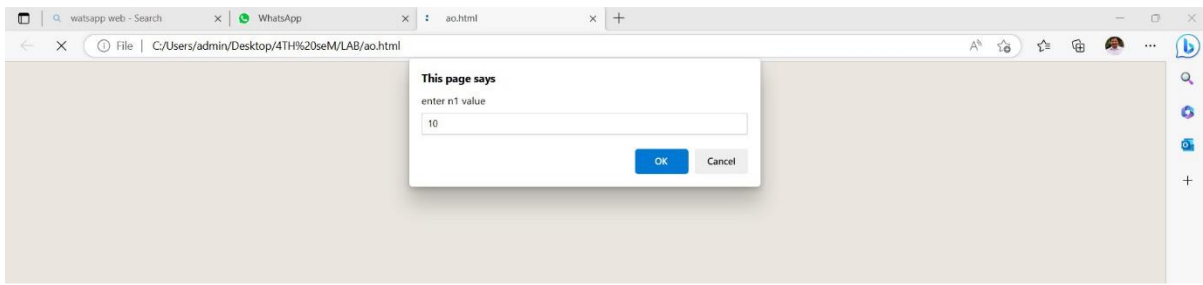 watsapp web - Search
WhatsApp
ao.html
File | C:/Users/admin/Desktop/4TH%20seM/LAB/ao.html
This page says
enter n1 value
10
OK
Cancel